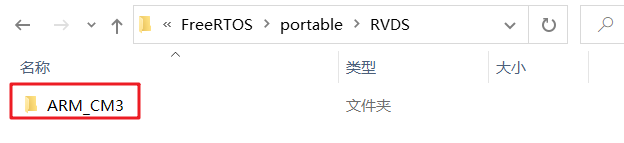 « FreeRTOS > portable > RVDS
名称 类型 大小
ARM_CM3 文件夹